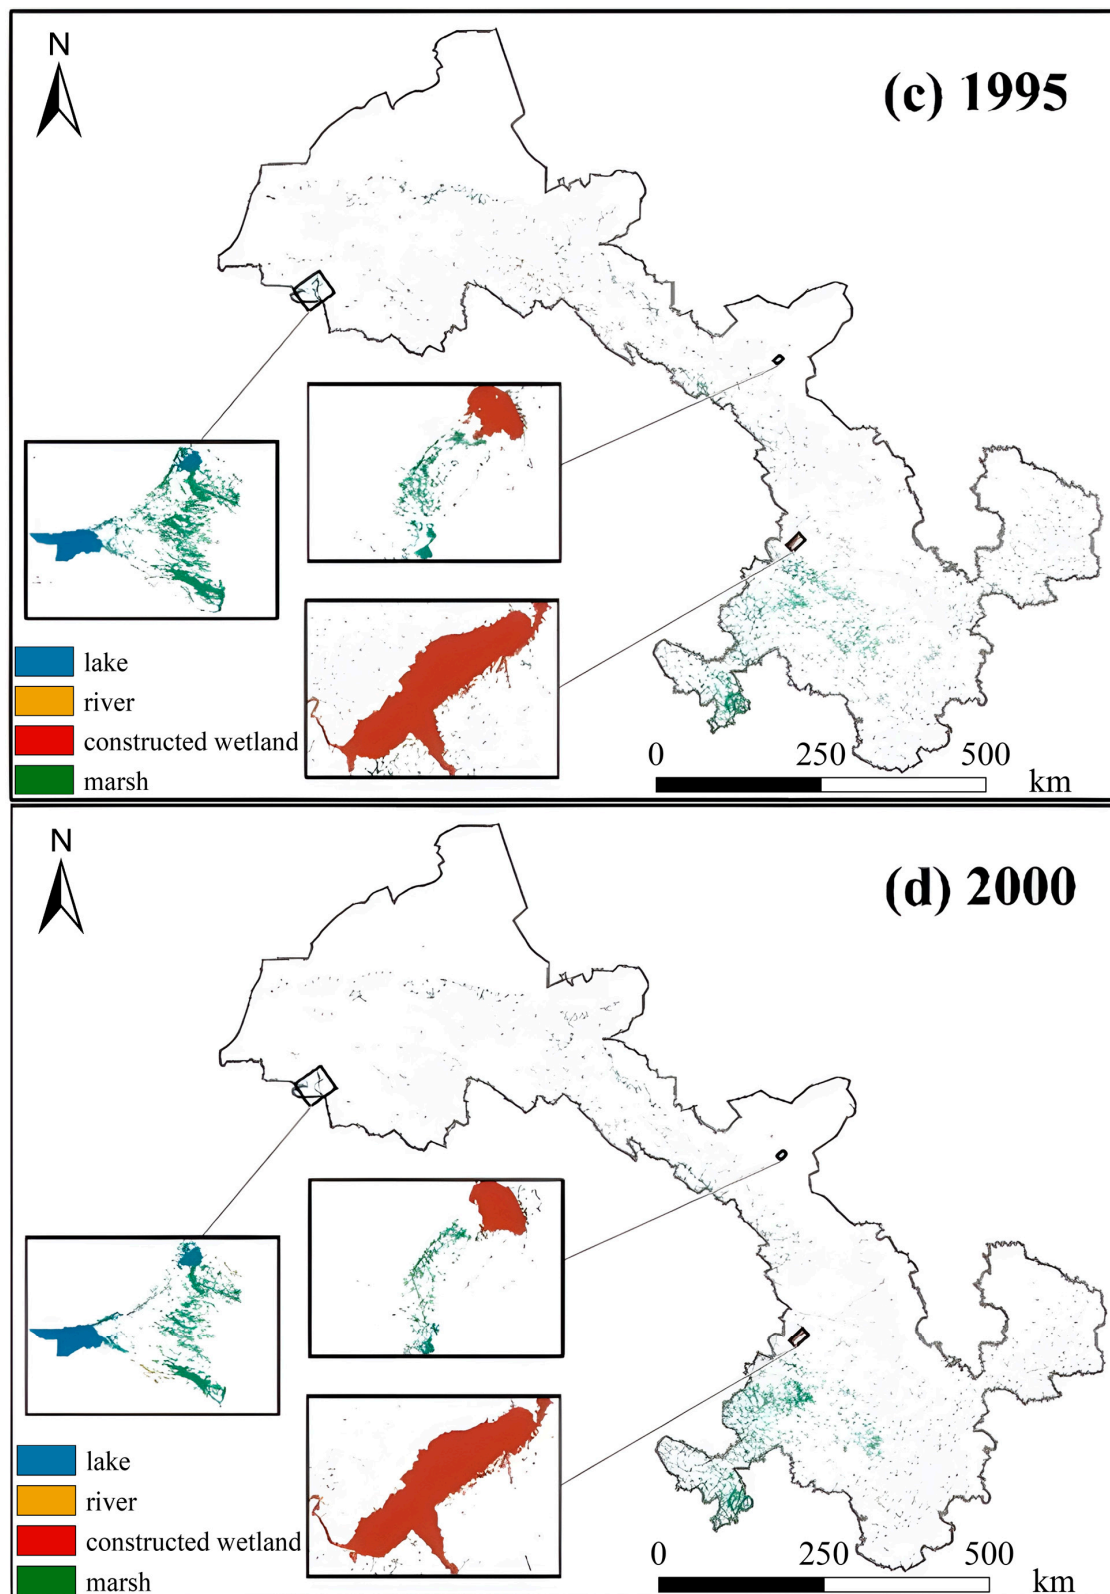 N
(c) 1995
lake
river
constructed wetland
marsh
0 250 500
km
N
(d) 2000
lake
river
constructed wetland
marsh
0 250 500
km